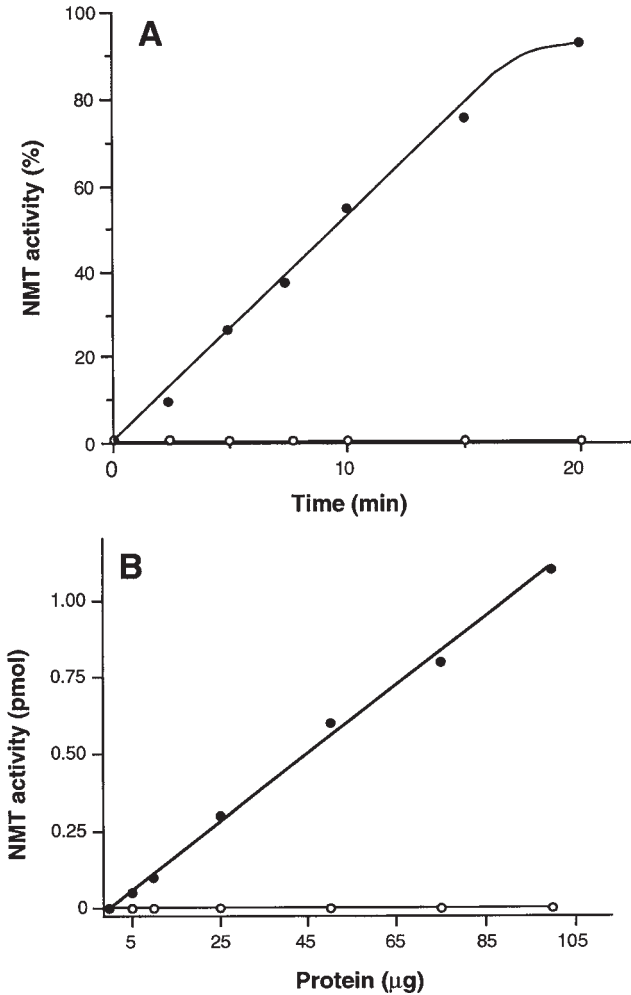 A
100
80
60
40
20
0
NMT activity (%)
0 10 20
Time (min)
B
1.00
0.75
0.50
0.25
0
NMT activity (pmol)
5 25 45 65 85 105
Protein (μg)